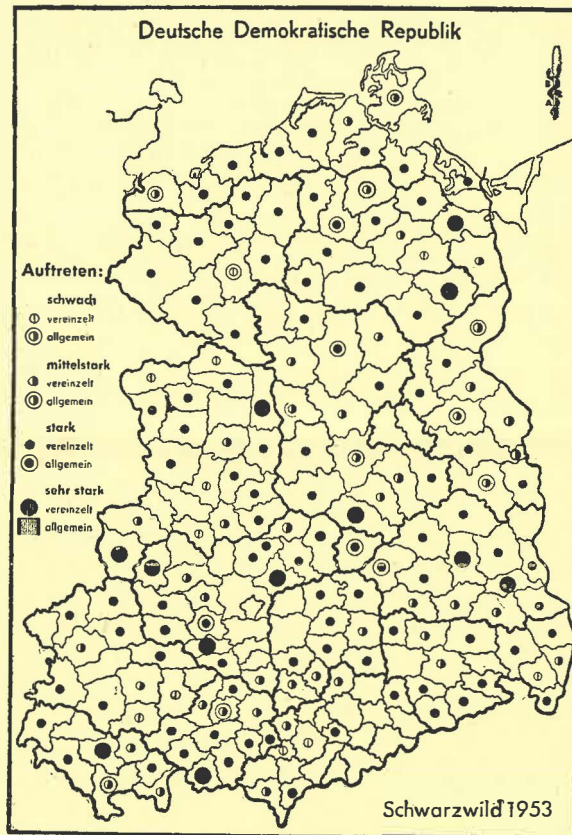 Deutsche Demokratische Republik
Auftreten:
schwach
vereinzelt
allgemein
mittelstark
vereinzelt
allgemein
stark
vereinzelt
allgemein
sehr stark
vereinzelt
allgemein
Schwarzwild 1953